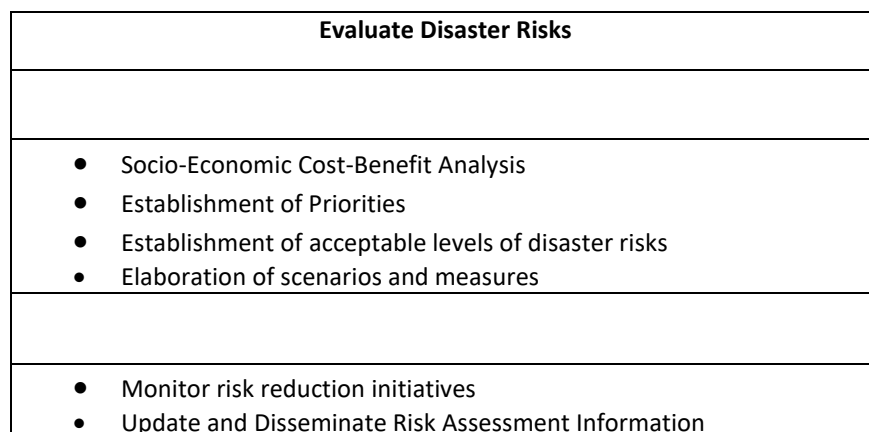 Evaluate Disaster Risks
• Socio-Economic Cost-Benefit Analysis
• Establishment of Priorities
• Establishment of acceptable levels of disaster risks
• Elaboration of scenarios and measures
• Monitor risk reduction initiatives
• Update and Disseminate Risk Assessment Information